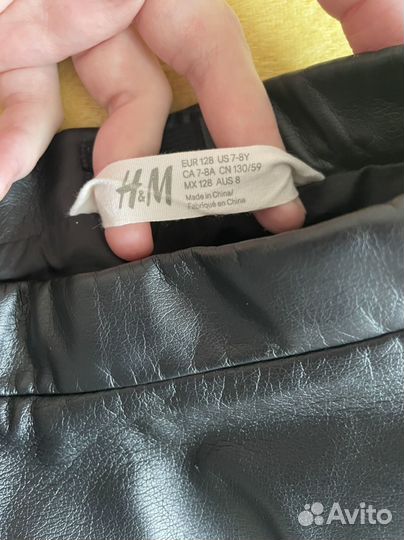 H&M
EUR 128 US 7-8Y
CA 7-8A CN 130/59
MX 128 AUS 8
Made in China/
Fabriqué en Chine
Avito